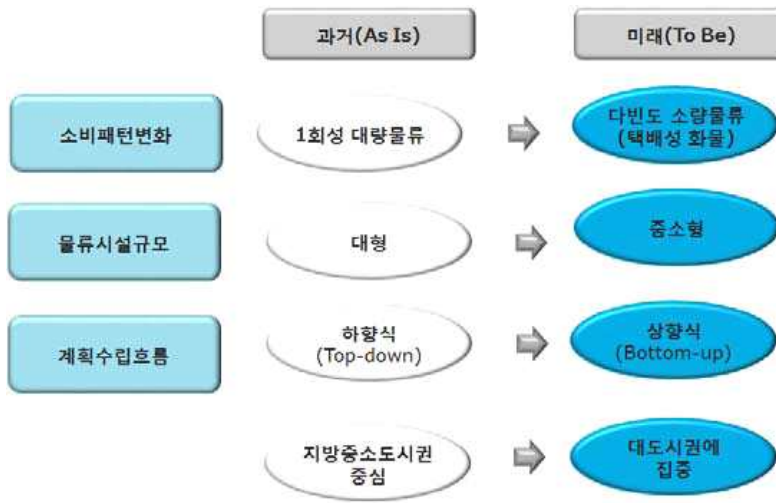 과거(As Is)
미래(To Be)
소비패턴변화
1회성 대량물류
다빈도 소량물류
(택배성 화물)
물류시설규모
대형
중소형
계획수립흐름
하향식
(Top-down)
상향식
(Bottom-up)
지방중소도시권
중심
대도시권에
집중